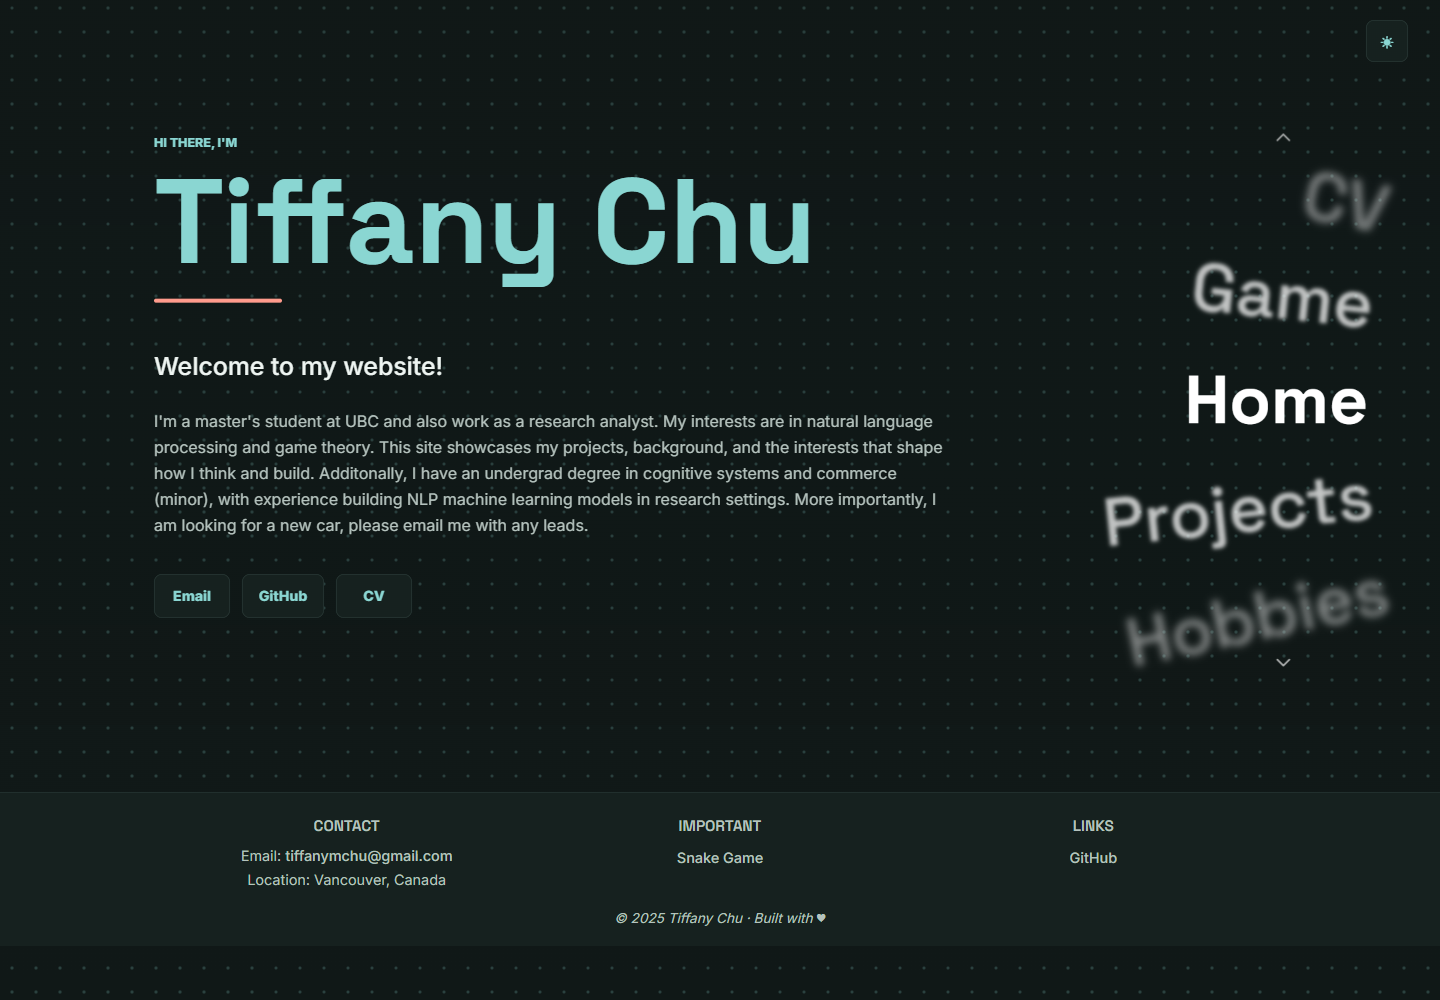 HI THERE, I'M
Tiffany Chu
Welcome to my website!
I'm a master's student at UBC and also work as a research analyst. My interests are in natural language
processing and game theory. This site showcases my projects, background, and the interests that shape
how I think and build. Additonally, I have an undergrad degree in cognitive systems and commerce
(minor), with experience building NLP machine learning models in research settings. More importantly, I
am looking for a new car, please email me with any leads.
Email
GitHub
CV
CV
Game
Home
Projects
Hobbies
CONTACT
Email: tiffanymchu@gmail.com
Location: Vancouver, Canada
IMPORTANT
Snake Game
LINKS
GitHub
© 2025 Tiffany Chu · Built with ♥